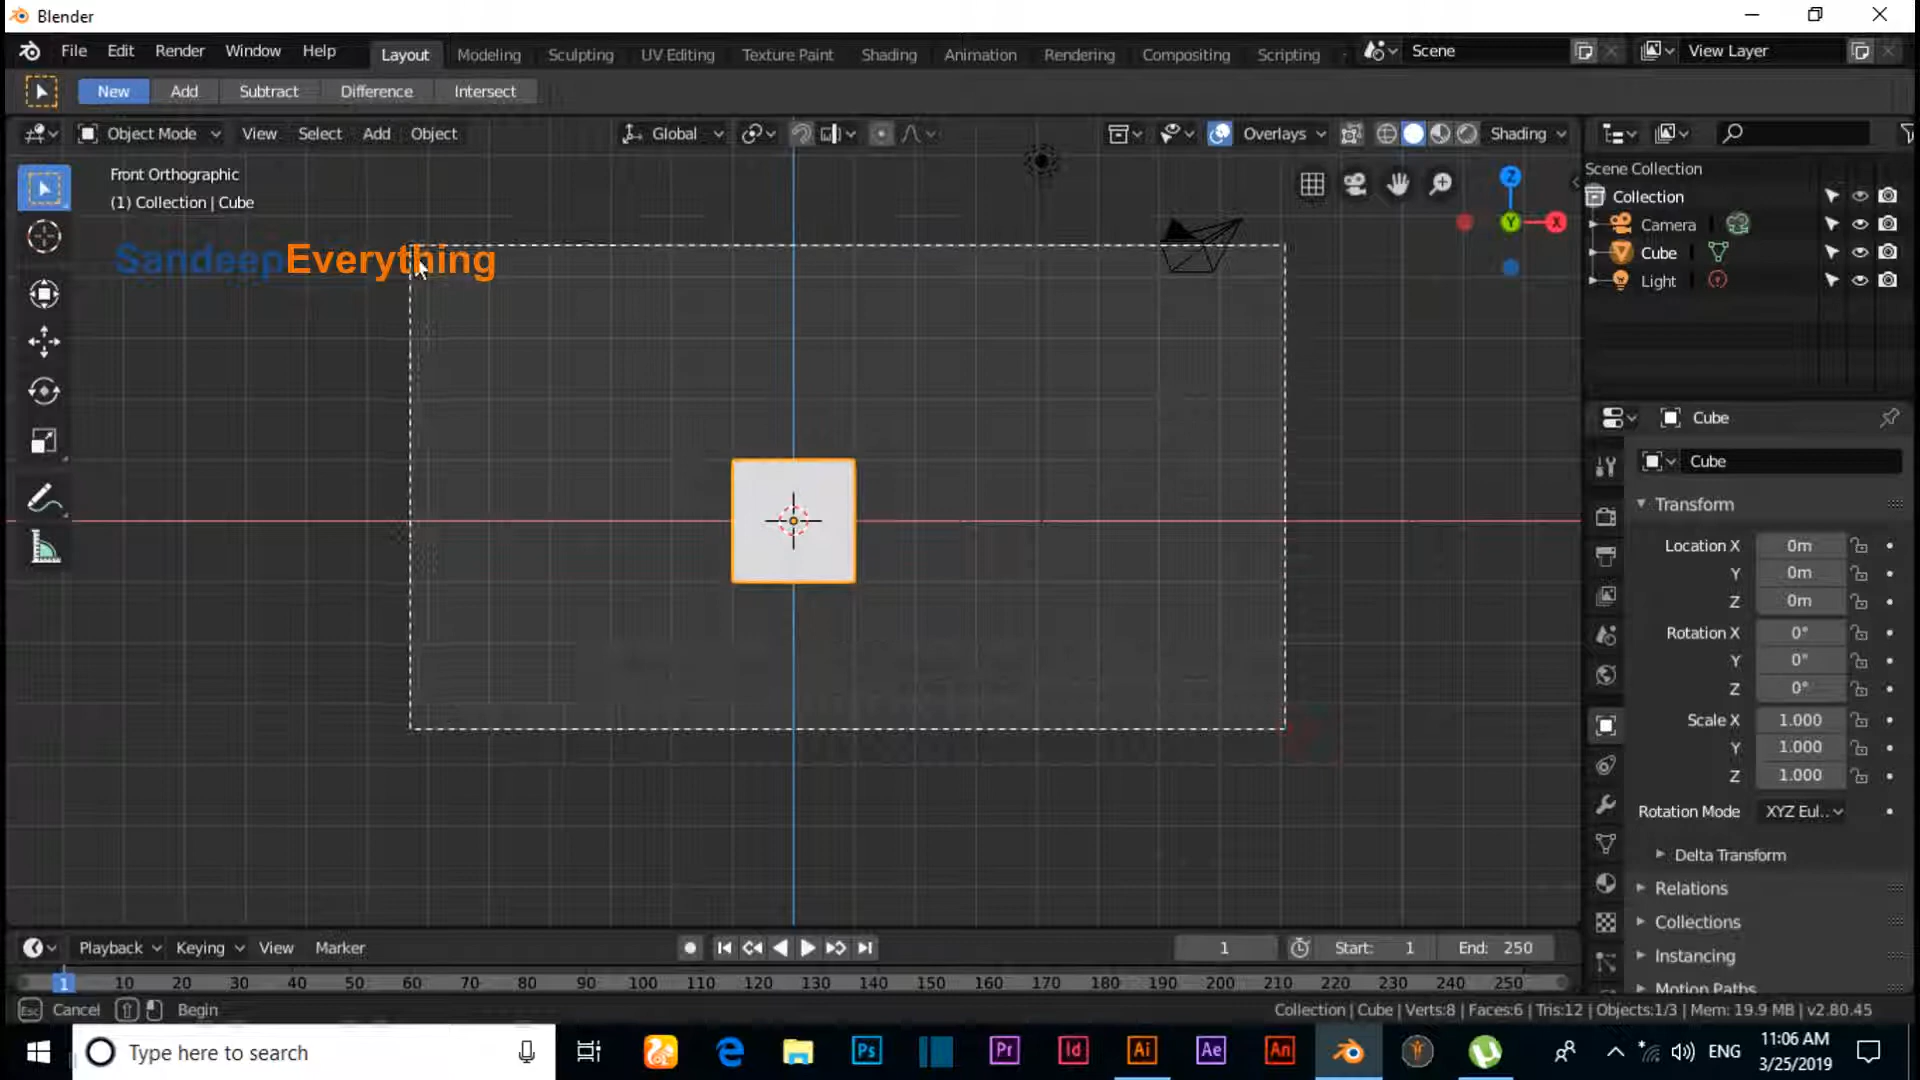 Blender
File Edit Render Window Help Layout Modeling Sculpting UV Editing Texture Paint Shading Animation Rendering Compositing Scripting Scene View Layer
New Add Subtract Difference Intersect
Object Mode View Select Add Object Global Overlays Shading
Front Orthographic
(1) Collection | Cube
SandeepEverything
Z
Y
X
Scene Collection
Collection
Camera
Cube
Light
Cube
Cube
Transform
Location X 0m
Y 0m
Z 0m
Rotation X 0°
Y 0°
Z 0°
Scale X 1.000
Y 1.000
Z 1.000
Rotation Mode XYZ Eul..
Delta Transform
Relations
Collections
Instancing
Motion Paths
Playback Keying View Marker 1 Start: 1 End: 250
1 10 20 30 40 50 60 70 80 90 100 110 120 130 140 150 160 170 180 190 200 210 220 230 240 250
Esc Cancel Begin Collection | Cube | Verts:8 | Faces:6 | Tris:12 | Objects:1/3 | Mem: 19.9 MB | v2.80.45
Type here to search Ps Pr Id Ai Ae An ENG
11:06 AM
3/25/2019